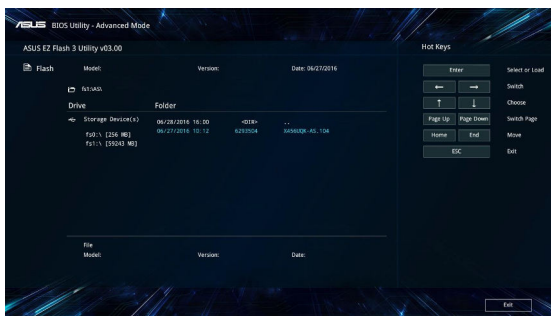 ASUS BIOS Utility - Advanced Mode
ASUS EZ Flash 3 Utility v03.00
Hot Keys
Flash
Model: Version: Date: 06/27/2016
fs1:\AS\
Drive Folder
Storage Device(s)
fs0:\ [256 MB]
fs1:\ [59243 MB]
06/28/2016 16:00 <DIR> ..
06/27/2016 10:12 6293504 X456UQK-AS.104
File
Model: Version: Date:
Enter Select or Load
← → Switch
↑ ↓ Choose
Page Up Page Down Switch Page
Home End Move
ESC Exit
Exit